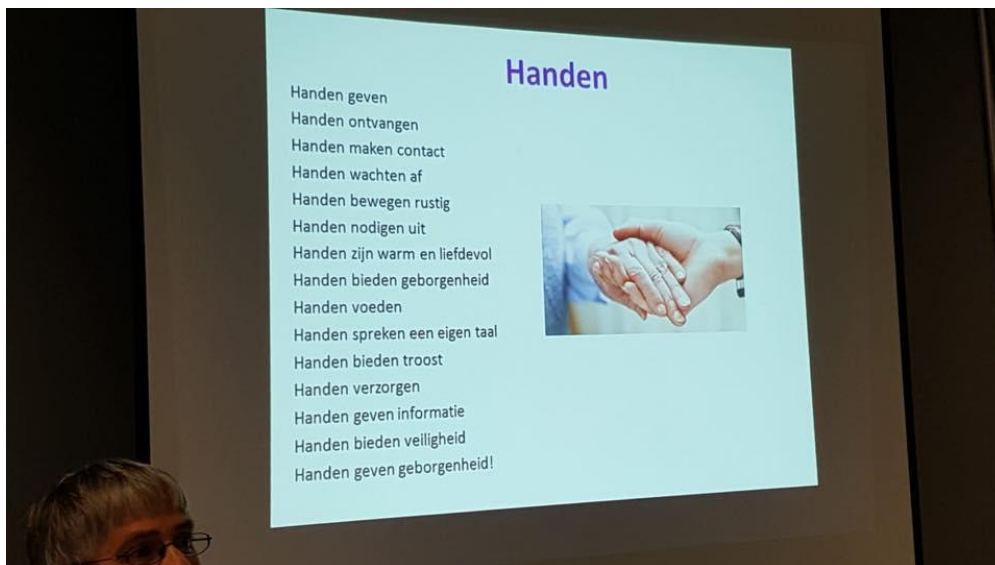 Handen
Handen geven
Handen ontvangen
Handen maken contact
Handen wachten af
Handen bewegen rustig
Handen nodigen uit
Handen zijn warm en liefdevol
Handen bieden geborgenheid
Handen voeden
Handen spreken een eigen taal
Handen bieden troost
Handen verzorgen
Handen geven informatie
Handen bieden veiligheid
Handen geven geborgenheid!